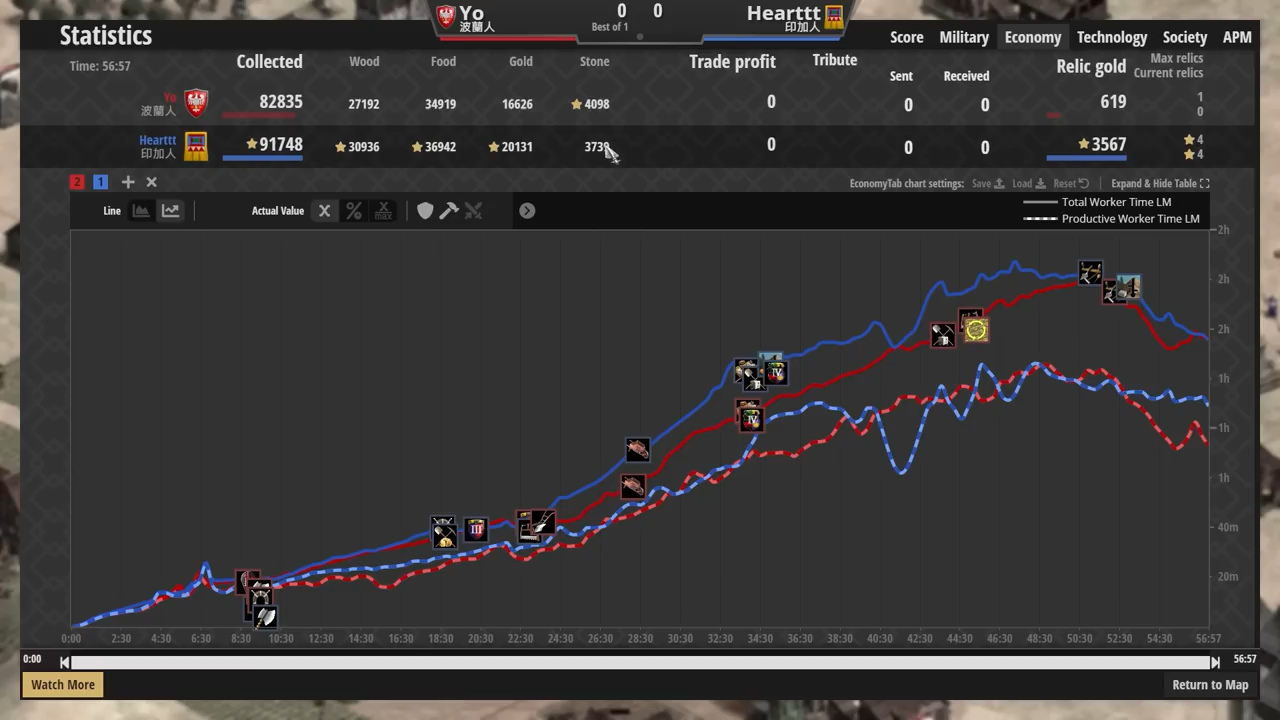 Yo
波蘭人
0 0
Best of 1
Hearttt
印加人
Statistics
Score Military Economy Technology Society APM
Time: 56:57
Collected Wood Food Gold Stone Trade profit Tribute Sent Received Relic gold Max relics
Current relics
Yo
波蘭人
82835 27192 34919 16626 4098 0 0 0 619 1
0
Hearttt
印加人
91748 30936 36942 20131 0 0 0 3567 4
4
2 1
EconomyTab chart settings: Save Load Reset Expand & Hide Table
Line Actual Value X % X/max
Total Worker Time LM
Productive Worker Time LM
2h
2h
2h
1h
1h
1h
40m
20m
IV
IV
III
0:00 2:30 4:30 6:30 8:30 10:30 12:30 14:30 16:30 18:30 20:30 22:30 24:30 26:30 28:30 30:30 32:30 34:30 36:30 38:30 40:30 42:30 44:30 46:30 48:30 50:30 52:30 54:30 56:57
0:00 56:57
Watch More Return to Map